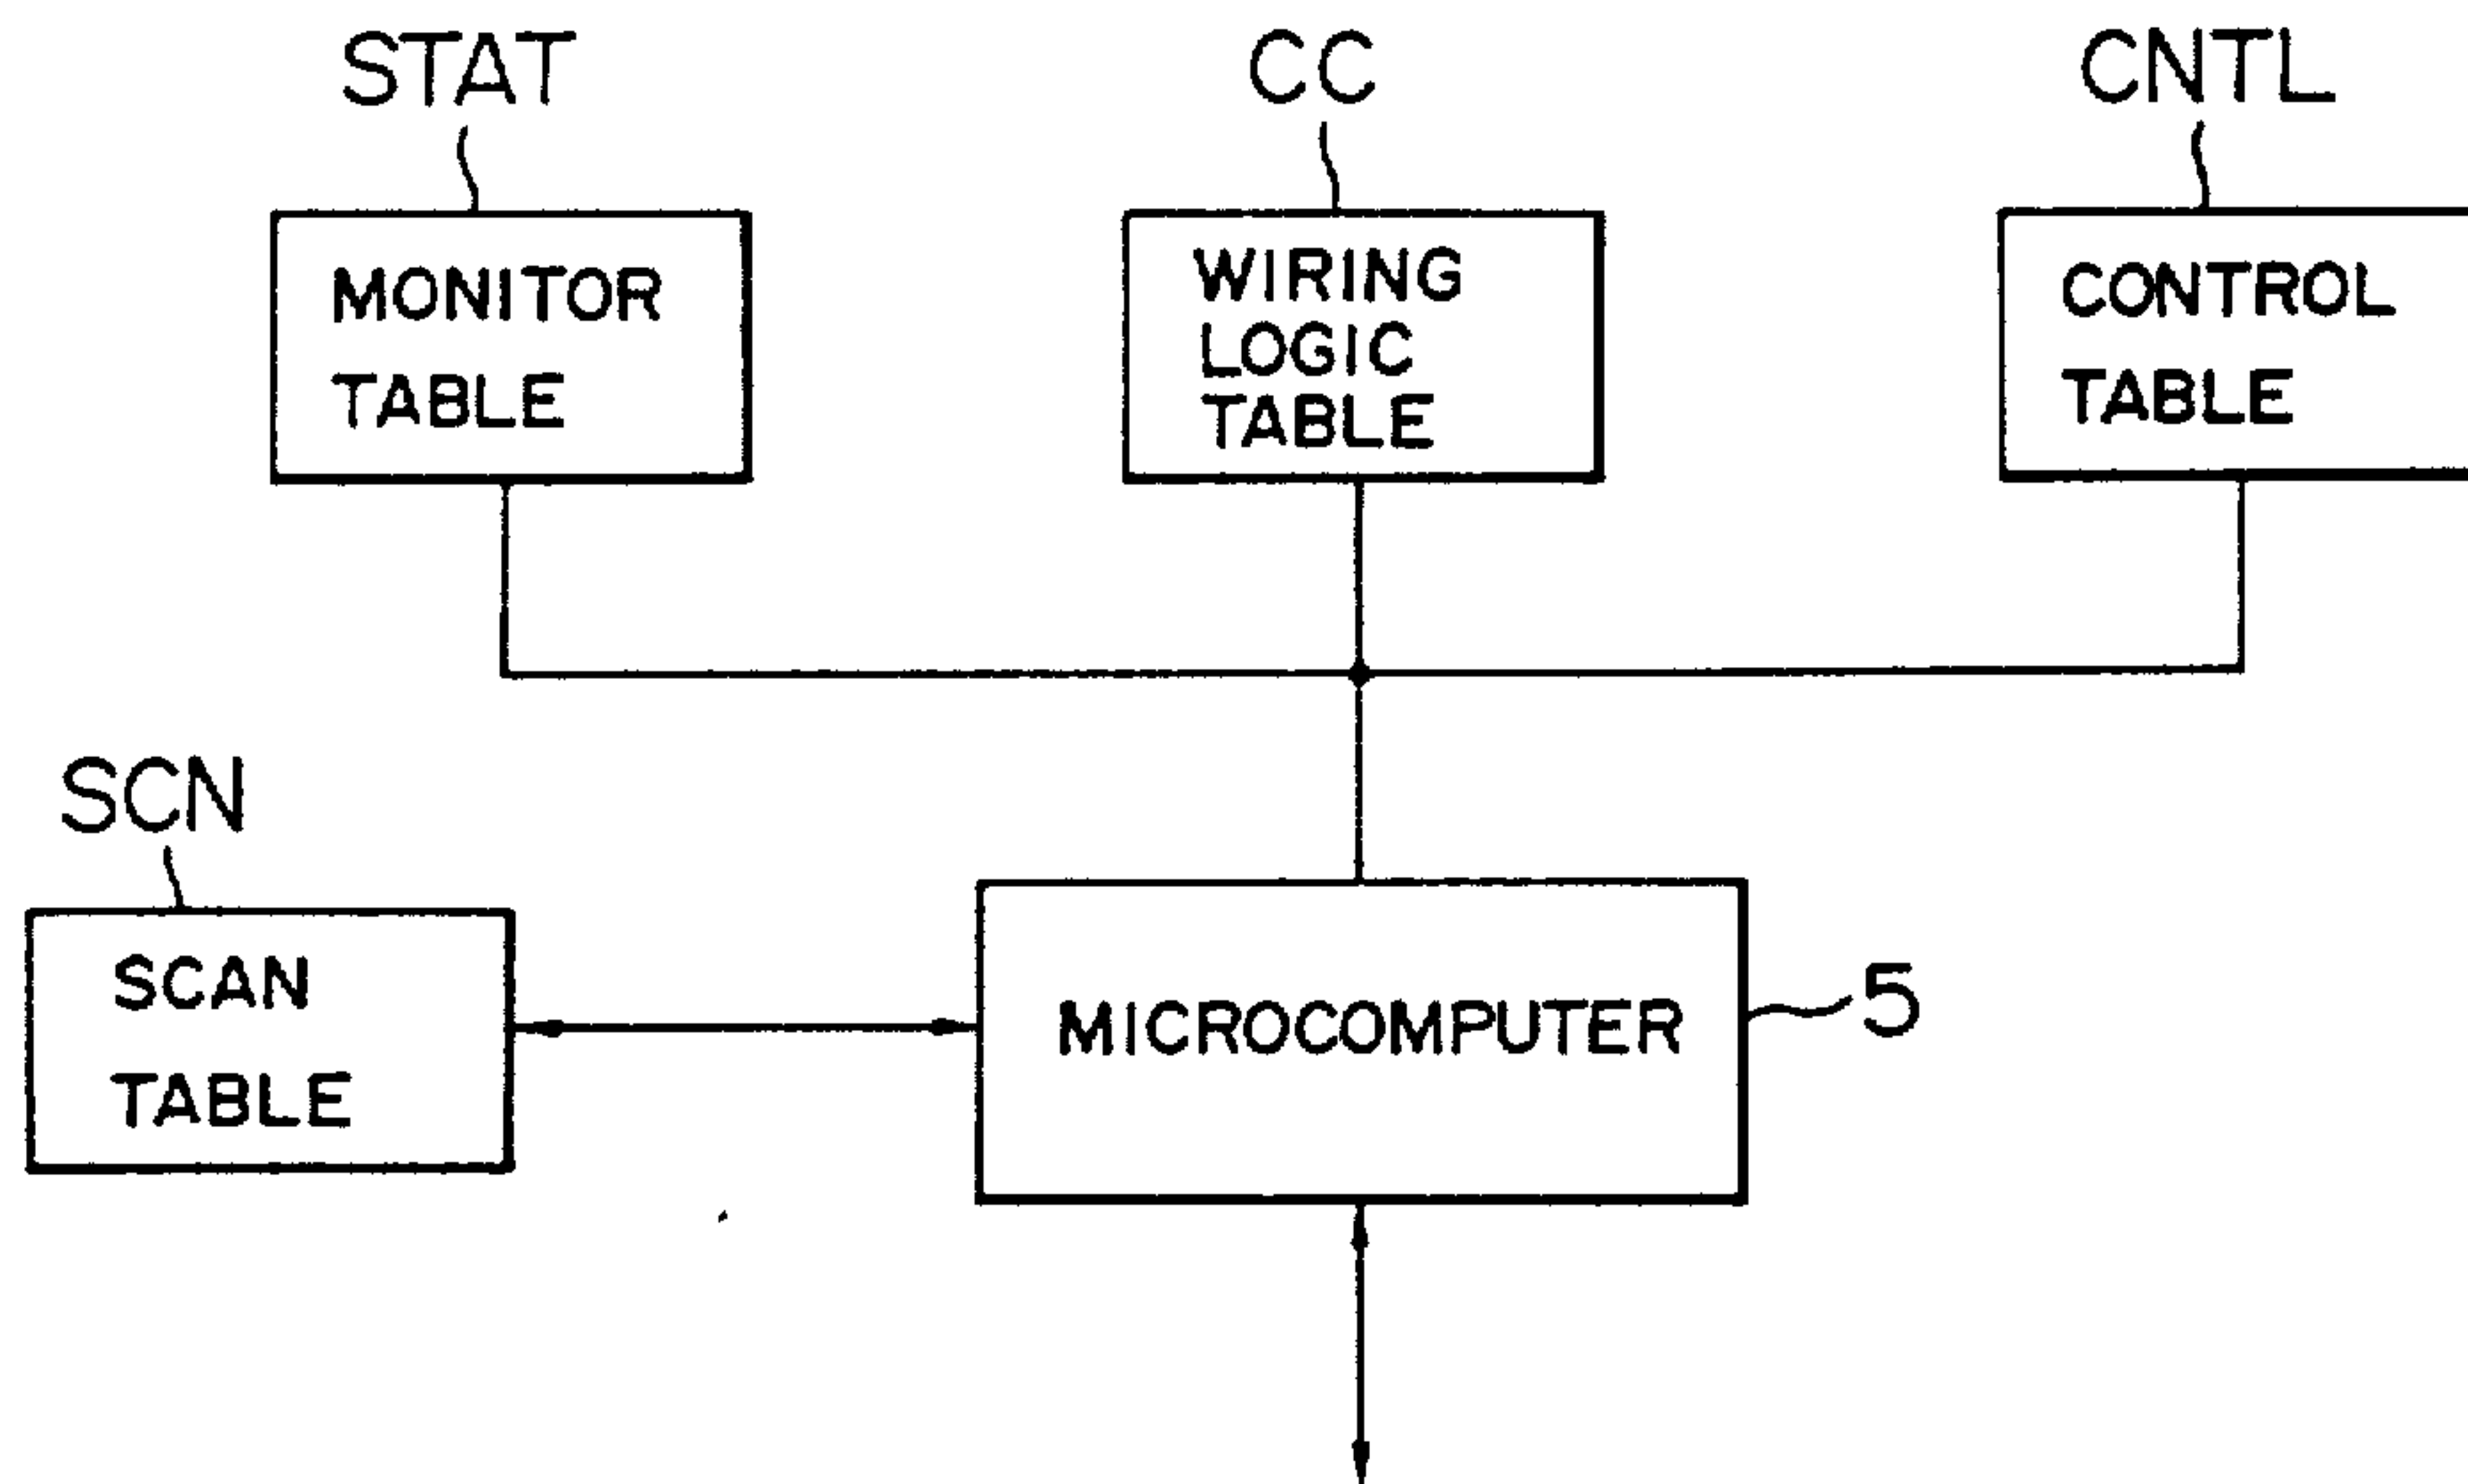 STAT
CC
CNTL
MONITOR
TABLE
WIRING
LOGIC
TABLE
CONTROL
TABLE
SCN
SCAN
TABLE
MICROCOMPUTER
5